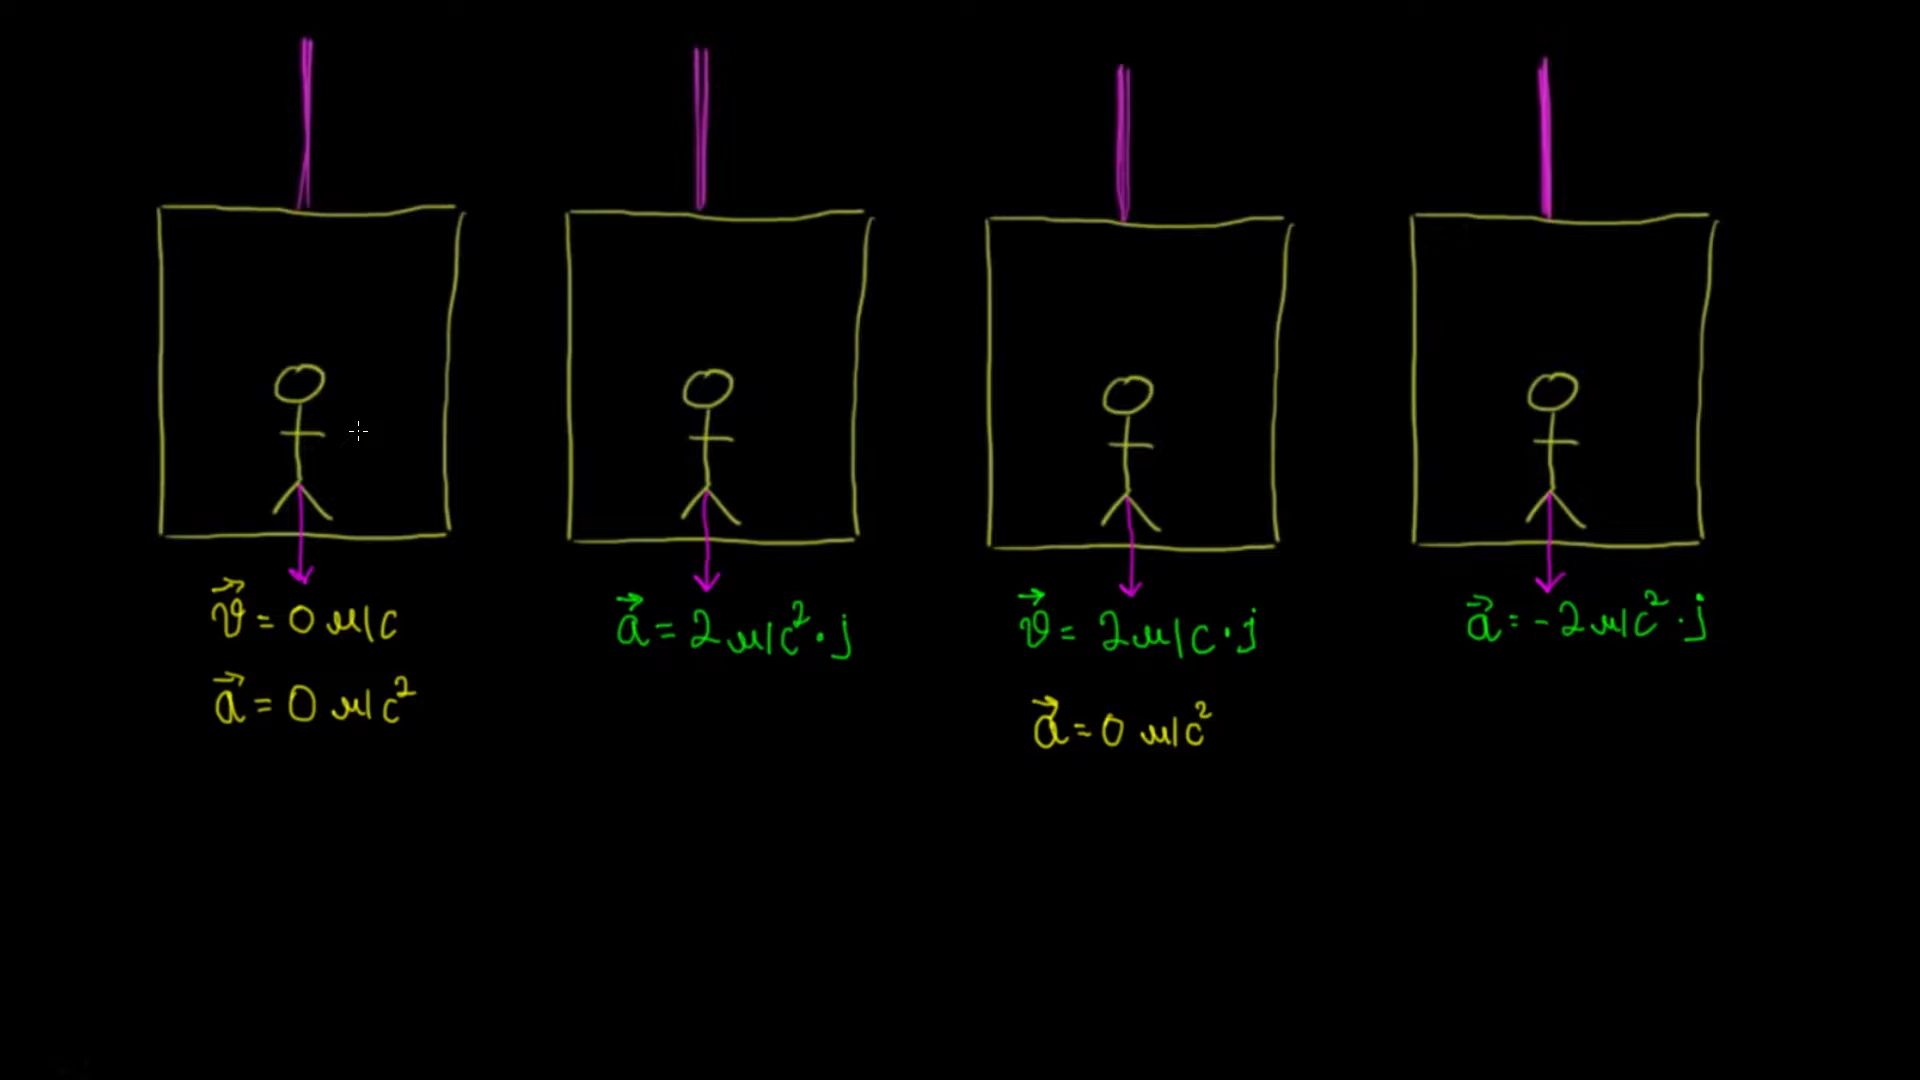 v⃗ = 0 м/с
a⃗ = 0 м/с²
a⃗ = 2 м/с² · j
v⃗ = 2 м/с · j
a⃗ = 0 м/с²
a⃗ = -2 м/с² · j